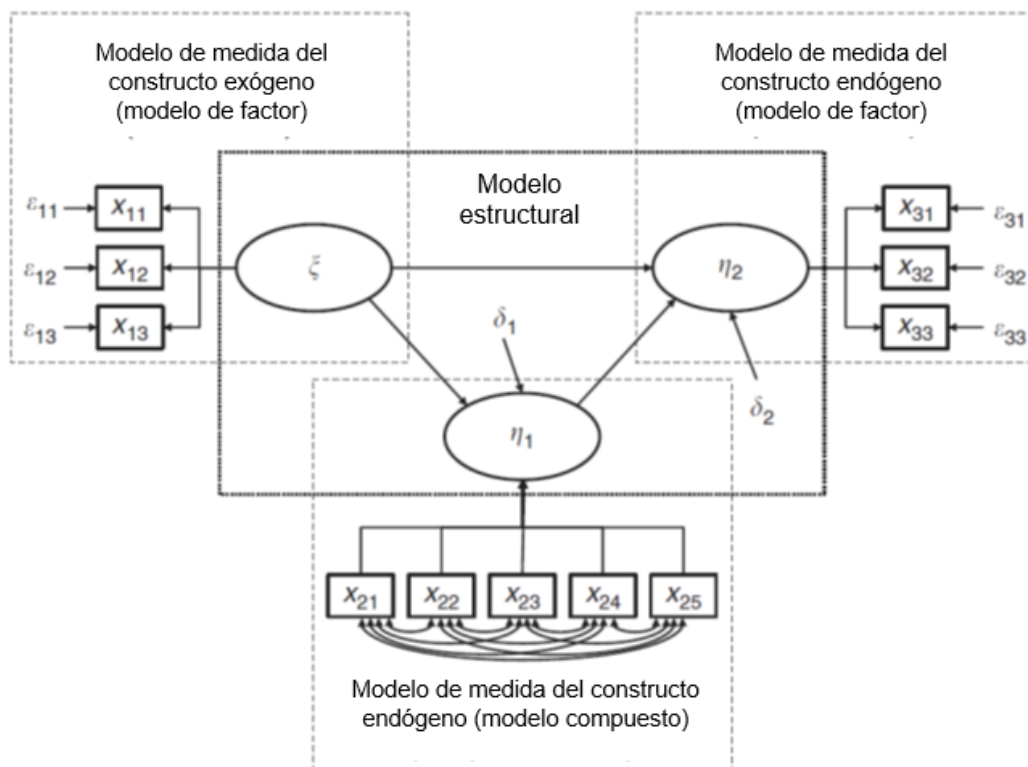 Modelo de medida del
constructo exógeno
(modelo de factor)
Modelo de medida del
constructo endógeno
(modelo de factor)
Modelo
estructural
ε11
x11
ε12
x12
ε13
x13
ξ
η2
x31
ε31
x32
ε32
x33
ε33
δ1
δ2
η1
x21
x22
x23
x24
x25
Modelo de medida del constructo
endógeno (modelo compuesto)